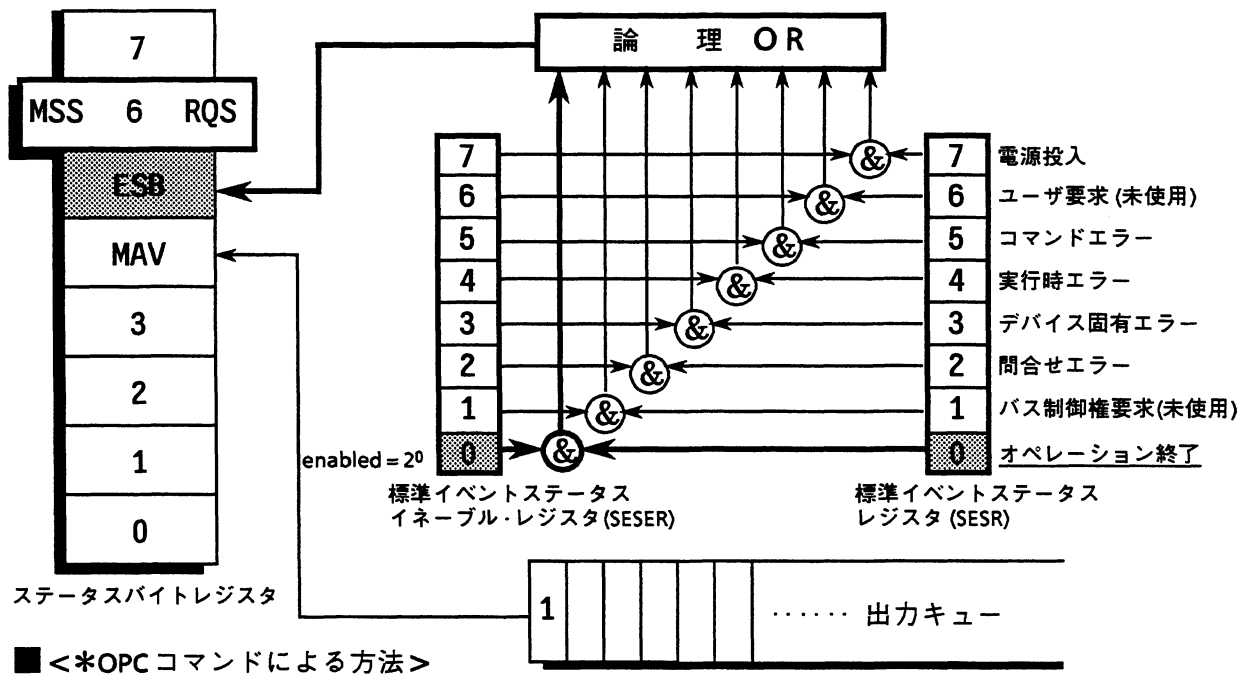 論 理 OR
7
MSS 6 RQS
ESB
MAV
3
2
1
0
ステータスバイトレジスタ
7
6
5
4
3
2
1
0
enabled = 2⁰
標準イベントステータス
イネーブル・レジスタ(SESER)
&
&
&
&
&
&
&
&
7 電源投入
6 ユーザ要求 (未使用)
5 コマンドエラー
4 実行時エラー
3 デバイス固有エラー
2 問合せエラー
1 バス制御権要求(未使用)
0 オペレーション終了
標準イベントステータス
レジスタ (SESR)
1 ‥‥‥ 出力キュー
■ <*OPC コマンドによる方法>